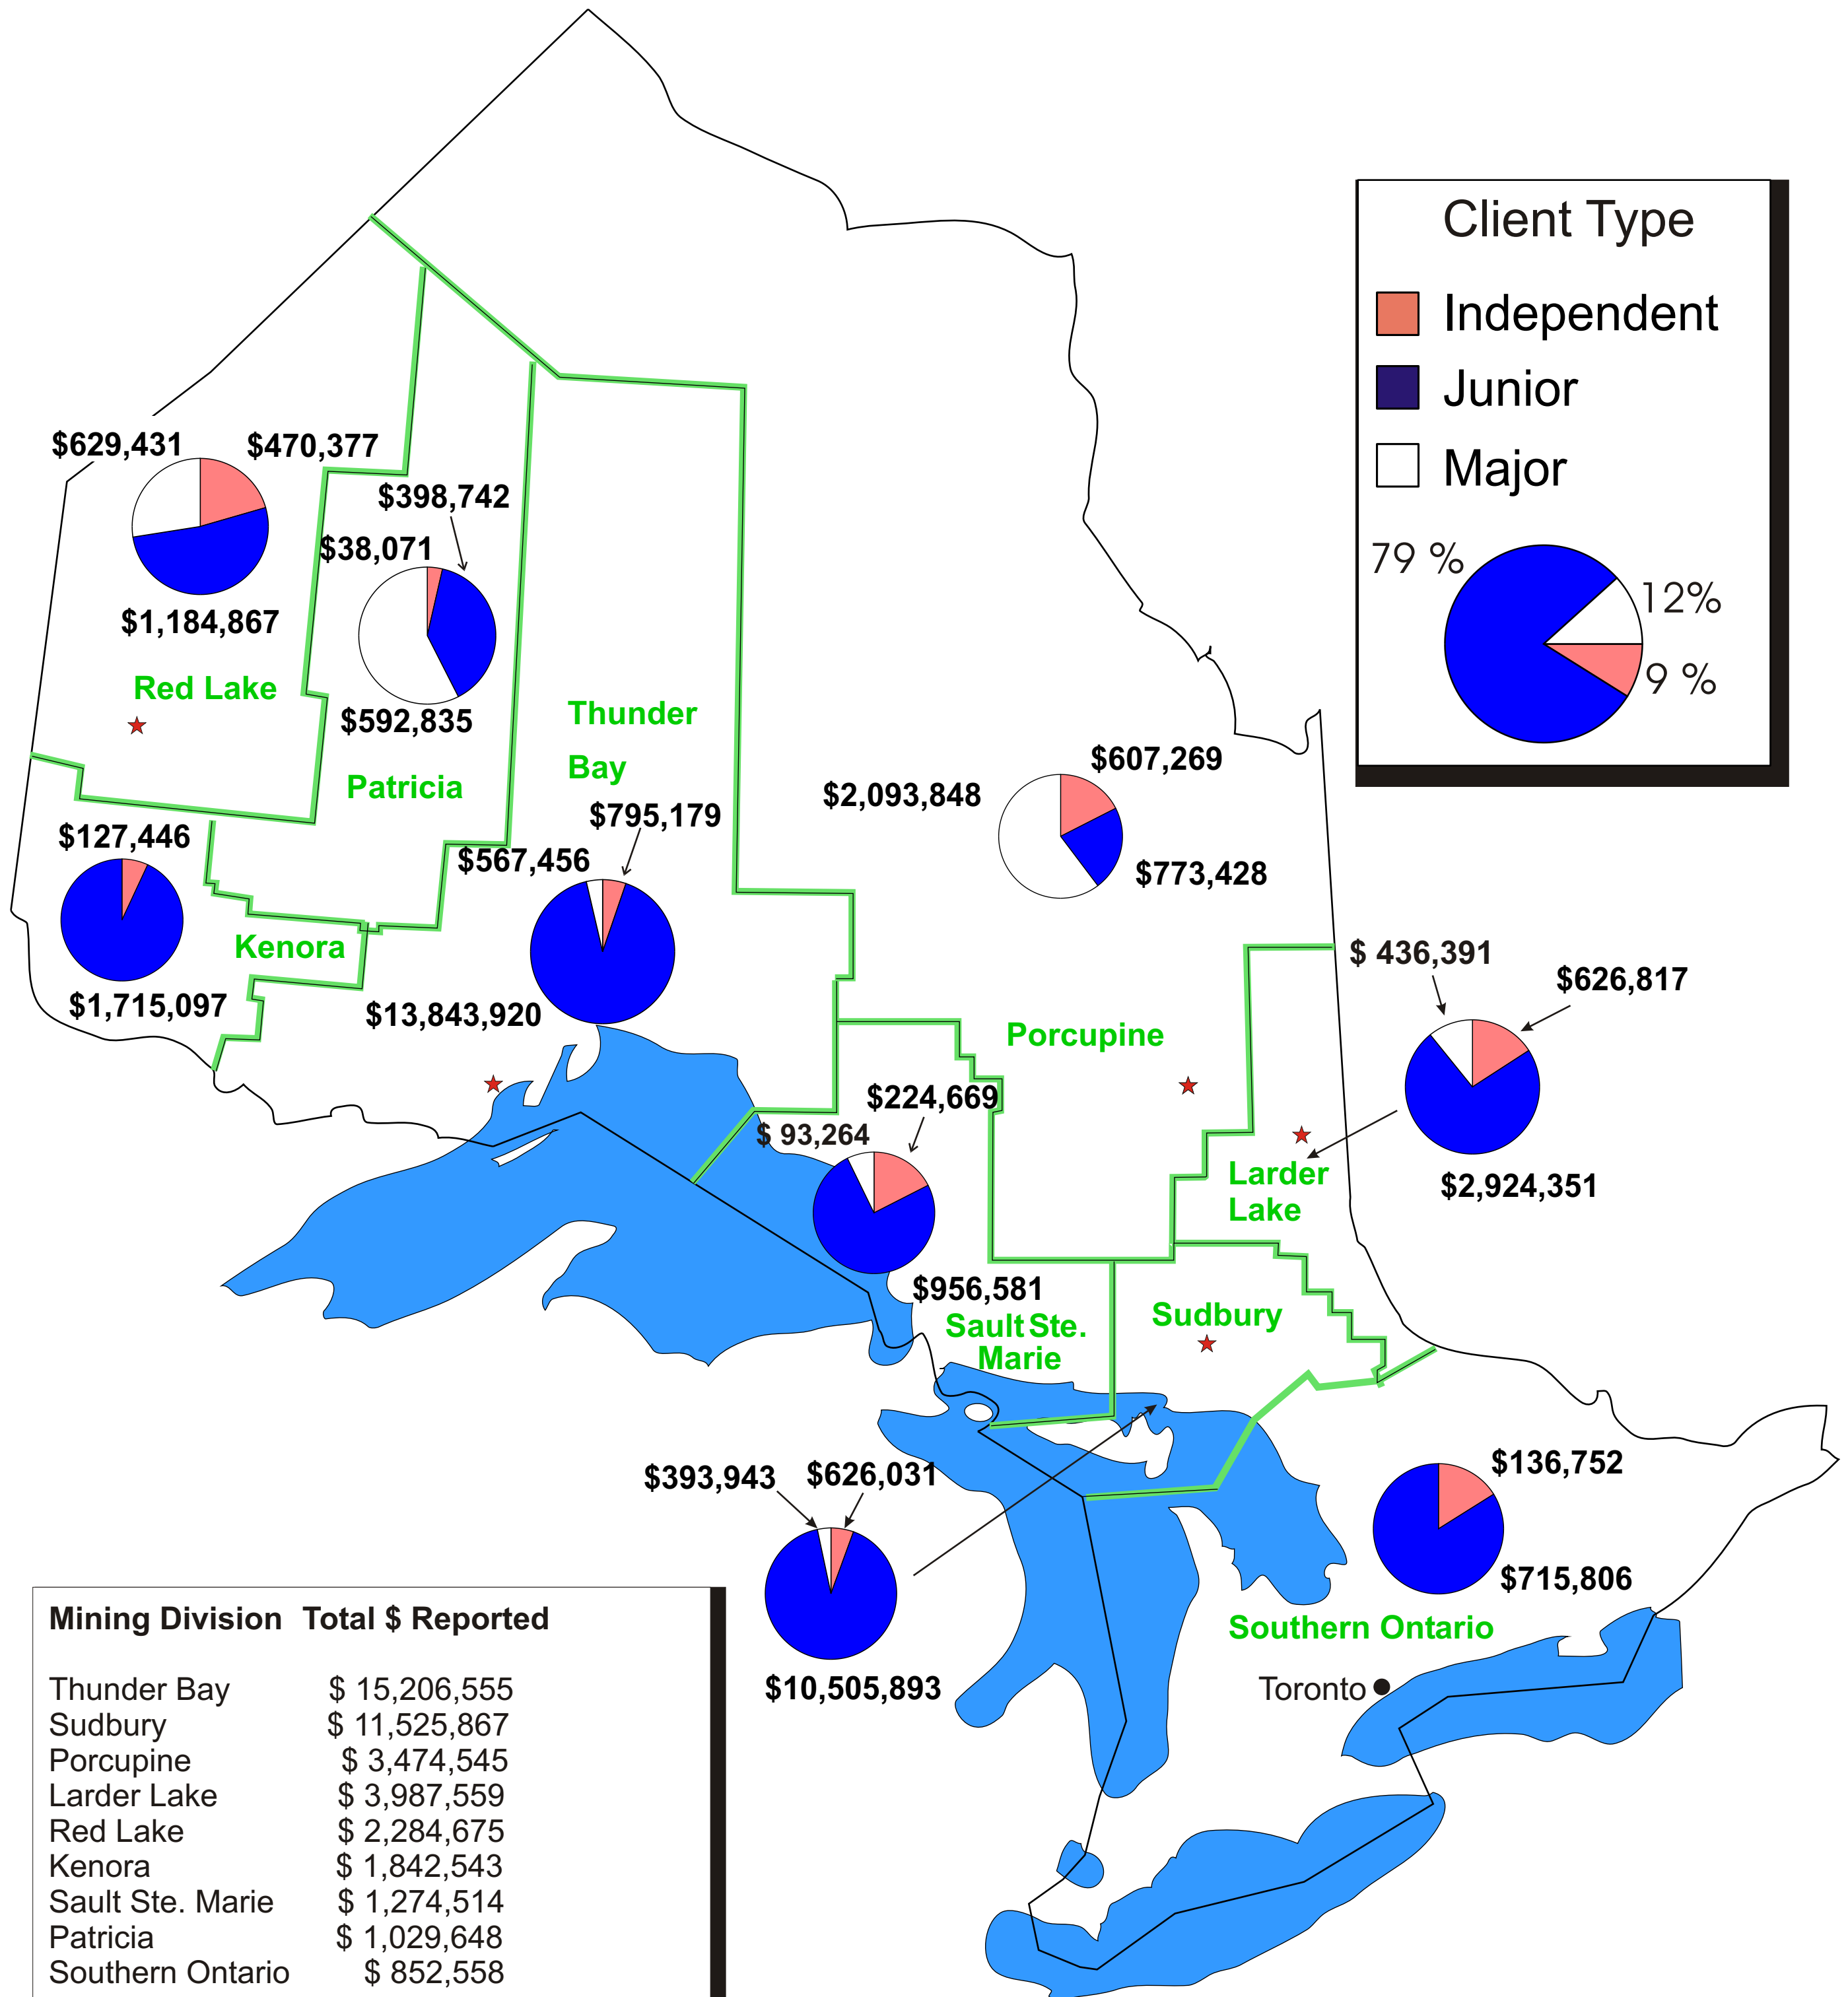 Client Type
Independent
Junior
Major
79 %
12%
9 %
$629,431
$470,377
$1,184,867
Red Lake
$398,742
$38,071
$592,835
Patricia
Thunder
Bay
$795,179
$567,456
$13,843,920
$127,446
Kenora
$1,715,097
$607,269
$2,093,848
$773,428
Porcupine
$ 436,391
$626,817
$2,924,351
Larder
Lake
$224,669
$ 93,264
$956,581
Sault Ste.
Marie
Sudbury
$393,943
$626,031
$10,505,893
$136,752
$715,806
Southern Ontario
Toronto
Mining Division Total $ Reported
Thunder Bay $ 15,206,555
Sudbury $ 11,525,867
Porcupine $ 3,474,545
Larder Lake $ 3,987,559
Red Lake $ 2,284,675
Kenora $ 1,842,543
Sault Ste. Marie $ 1,274,514
Patricia $ 1,029,648
Southern Ontario $ 852,558